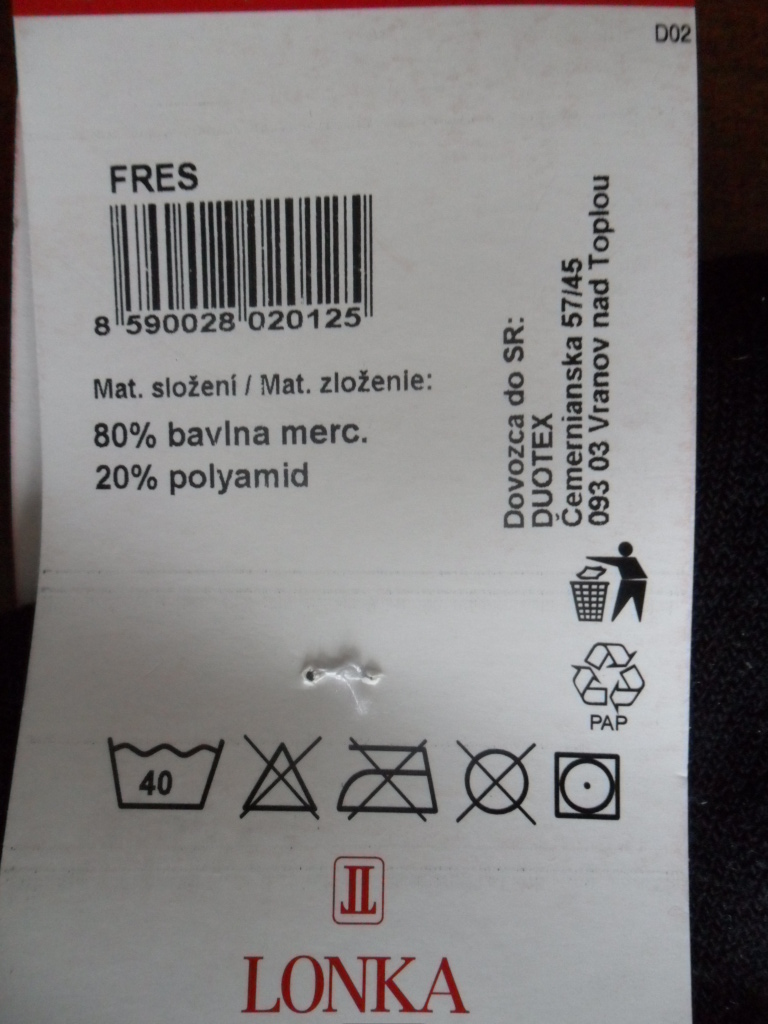 D02
FRES
8 590028 020125
Mat. složení / Mat. zloženie:
80% bavlna merc.
20% polyamid
Dovozca do SR:
DUOTEX
Čemernianska 57/45
093 03 Vranov nad Toplou
PAP
40
LONKA